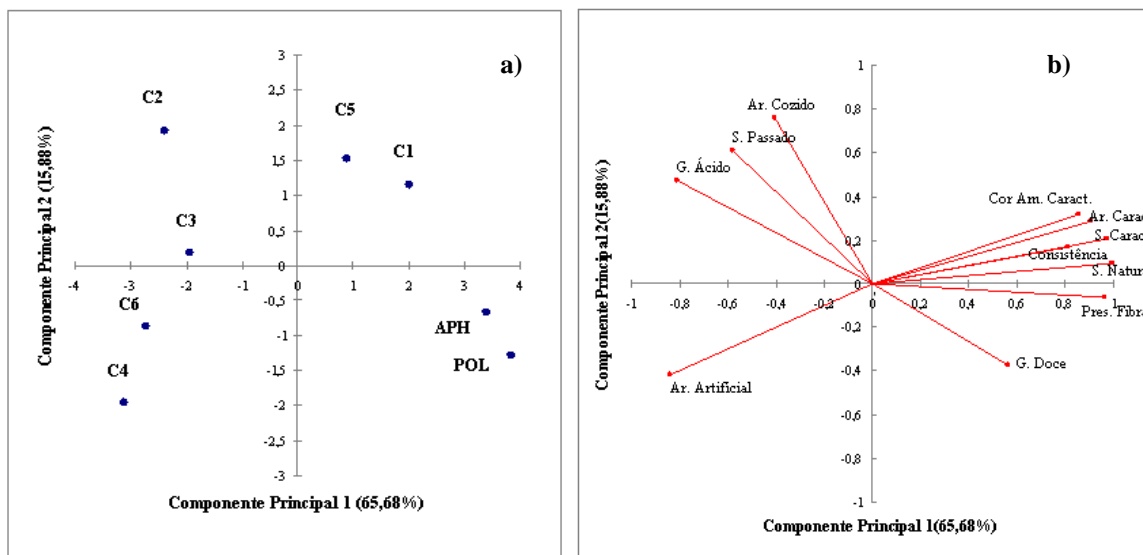 a)
3
2,5
2
1,5
1
0,5
0
-0,5
-1
-1,5
-2
-2,5
-3
-4 -3 -2 -1 0 1 2 3 4
C2
C5
C1
C3
C6
C4
APH
POL
Componente Principal 2 (15,88%)
Componente Principal 1 (65,68%)
b)
1
0,8
0,6
0,4
0,2
0
-0,2
-0,4
-0,6
-0,8
-1
-1 -0,8 -0,6 -0,4 -0,2 0 0,2 0,4 0,6 0,8 1
Ar. Cozido
S. Passado
G. Ácido
Cor Am. Caract.
Ar. Carac
S. Carac
Consistência
S. Natur
Pres. Fibra
G. Doce
Ar. Artificial
Componente Principal 2(15,88%)
Componente Principal 1(65,68%)